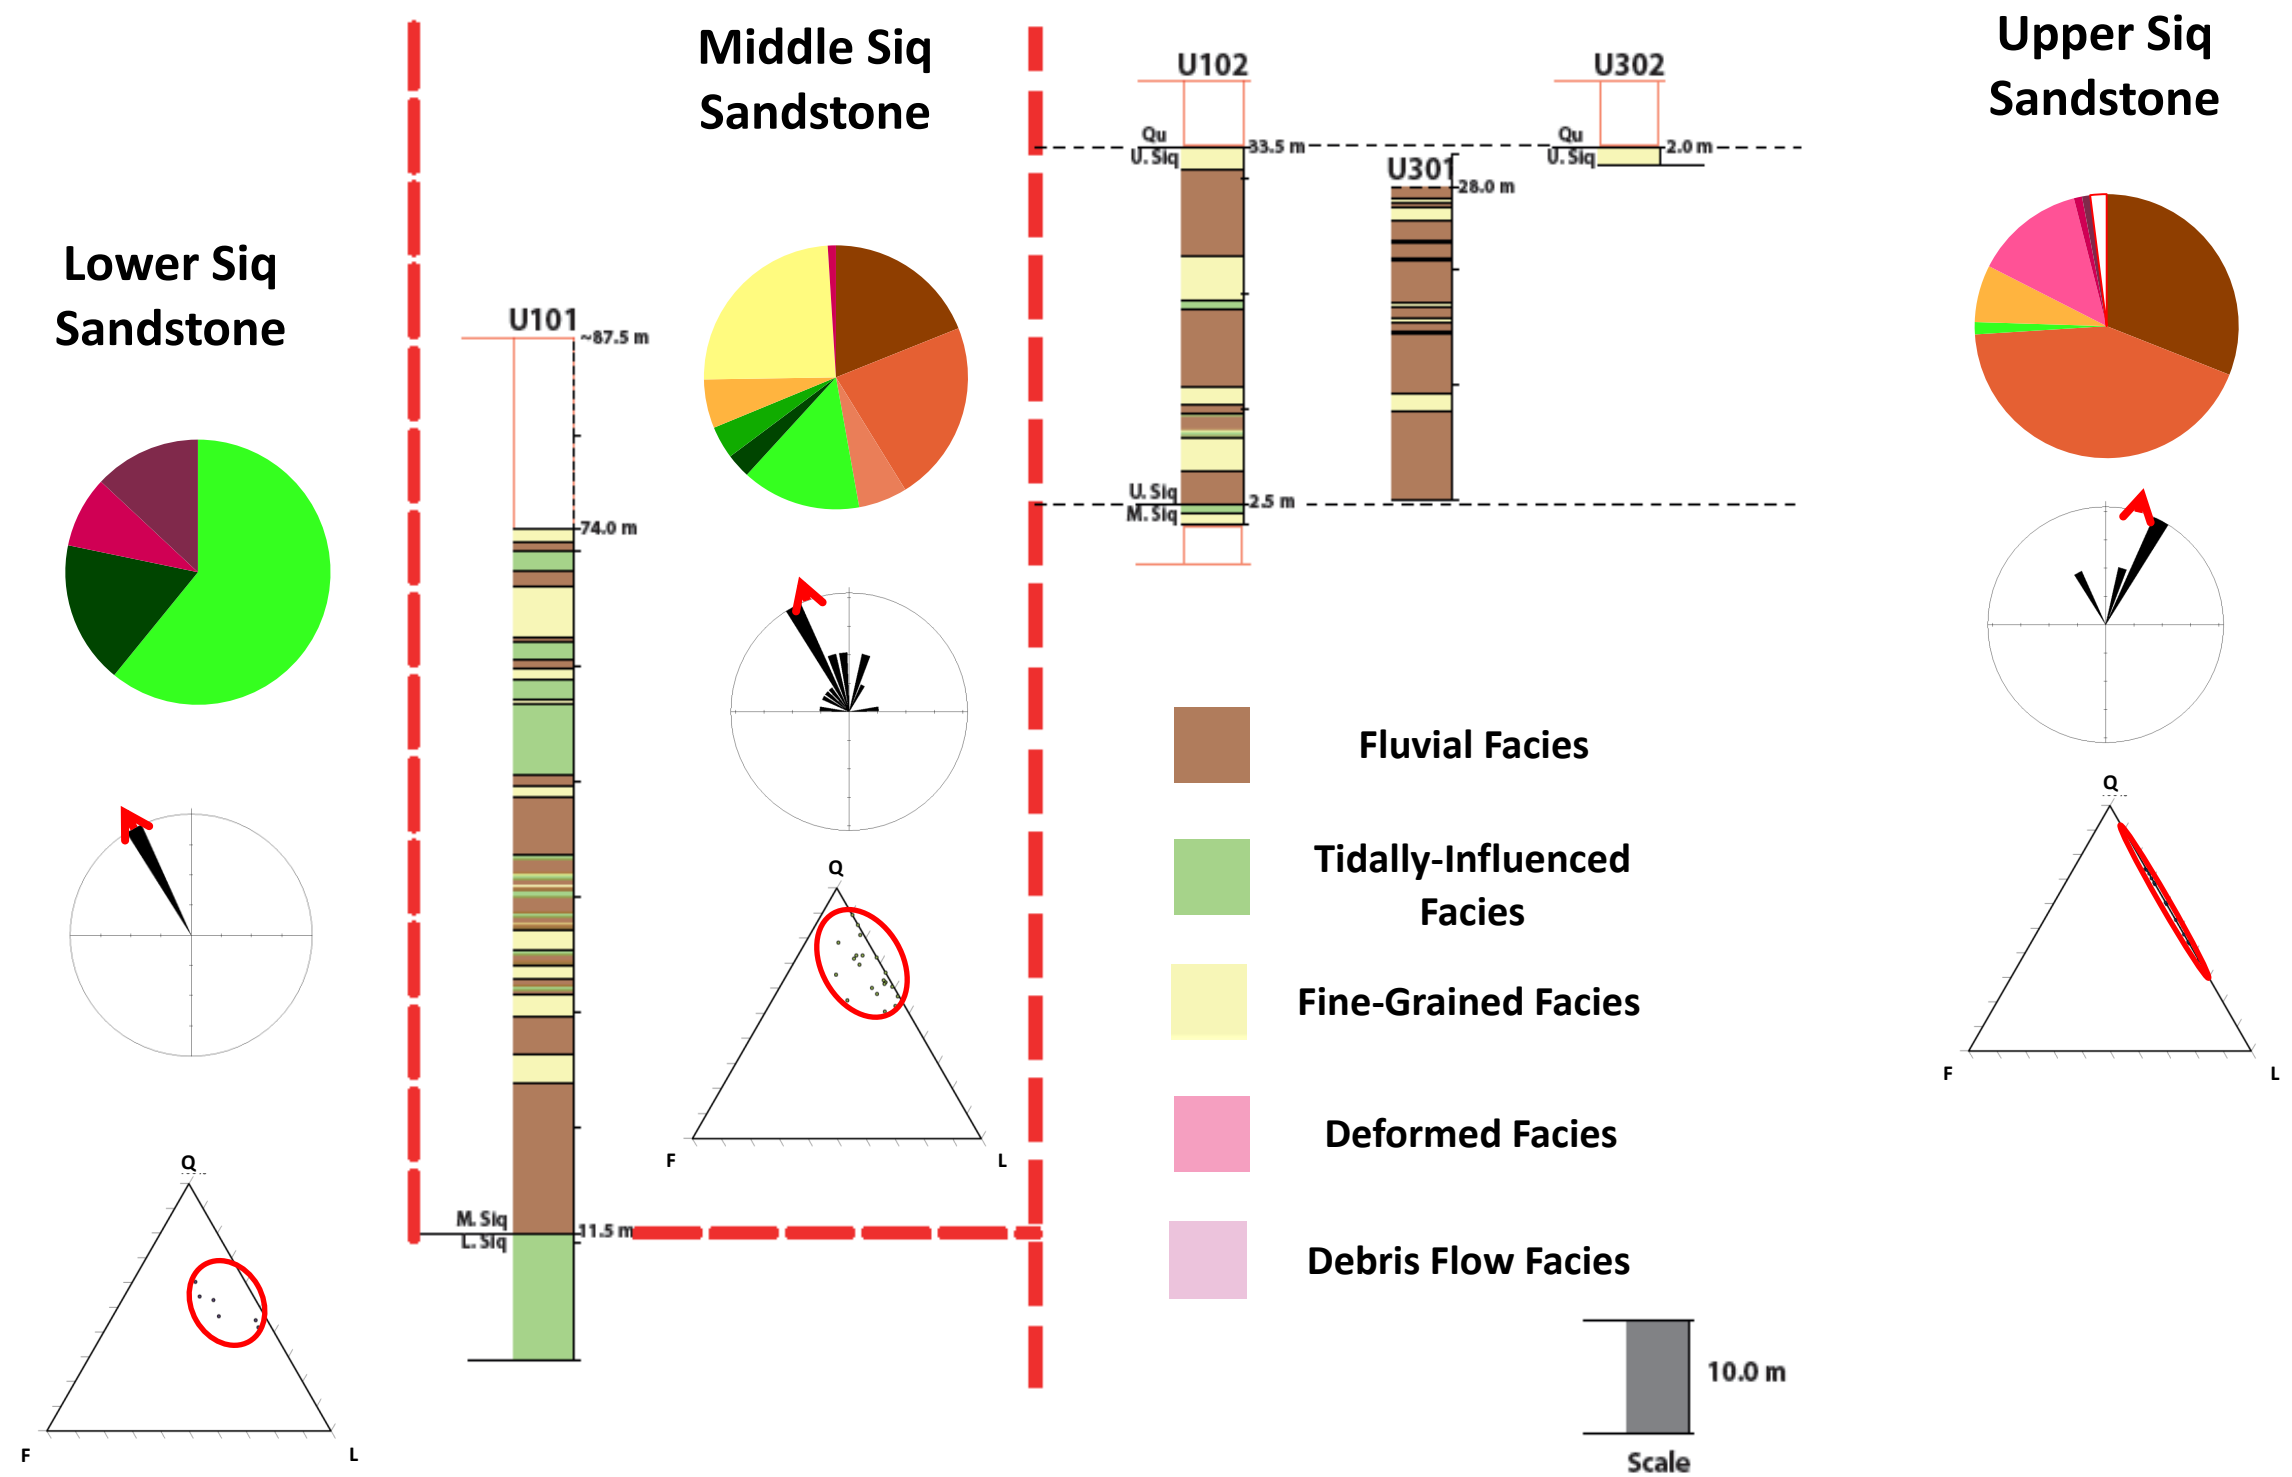 Lower Siq
Sandstone
Q
F
L
Middle Siq
Sandstone
U101
~87.5 m
74.0 m
M. Siq
L. Siq
11.5 m
Q
F
L
U102
Qu
U. Siq
33.5 m
U. Siq
M. Siq
2.5 m
U301
28.0 m
U302
Qu
U. Siq
2.0 m
Upper Siq
Sandstone
Q
F
L
Fluvial Facies
Tidally-Influenced
Facies
Fine-Grained Facies
Deformed Facies
Debris Flow Facies
10.0 m
Scale